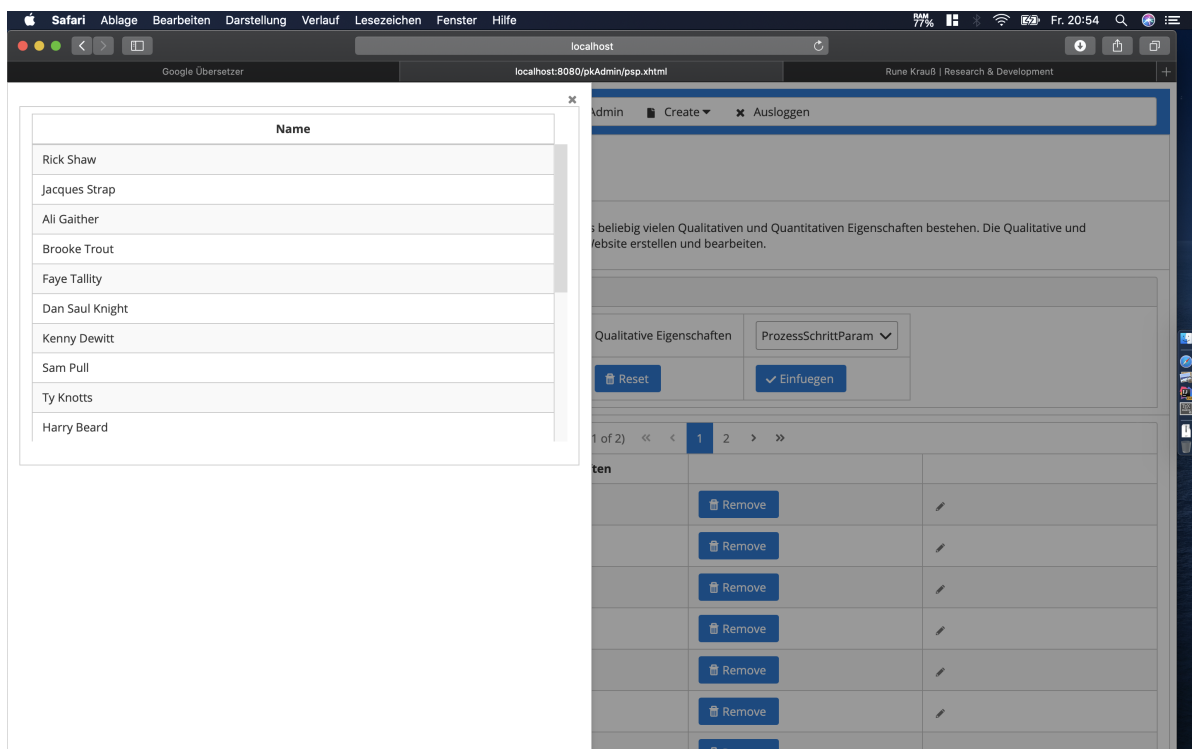 Safari Ablage Bearbeiten Darstellung Verlauf Lesezeichen Fenster Hilfe RAM 77% Fr. 20:54
localhost
Google Übersetzer localhost:8080/pkAdmin/psp.xhtml Rune Krauß | Research & Development
Admin Create Ausloggen
Name
Rick Shaw
Jacques Strap
Ali Gaither
Brooke Trout
Faye Tallity
Dan Saul Knight
Kenny Dewitt
Sam Pull
Ty Knotts
Harry Beard
s beliebig vielen Qualitativen und Quantitativen Eigenschaften bestehen. Die Qualitative und
Website erstellen und bearbeiten.
Qualitative Eigenschaften ProzessSchrittParam
Reset Einfuegen
1 of 2) 1 2
ten
Remove
Remove
Remove
Remove
Remove
Remove